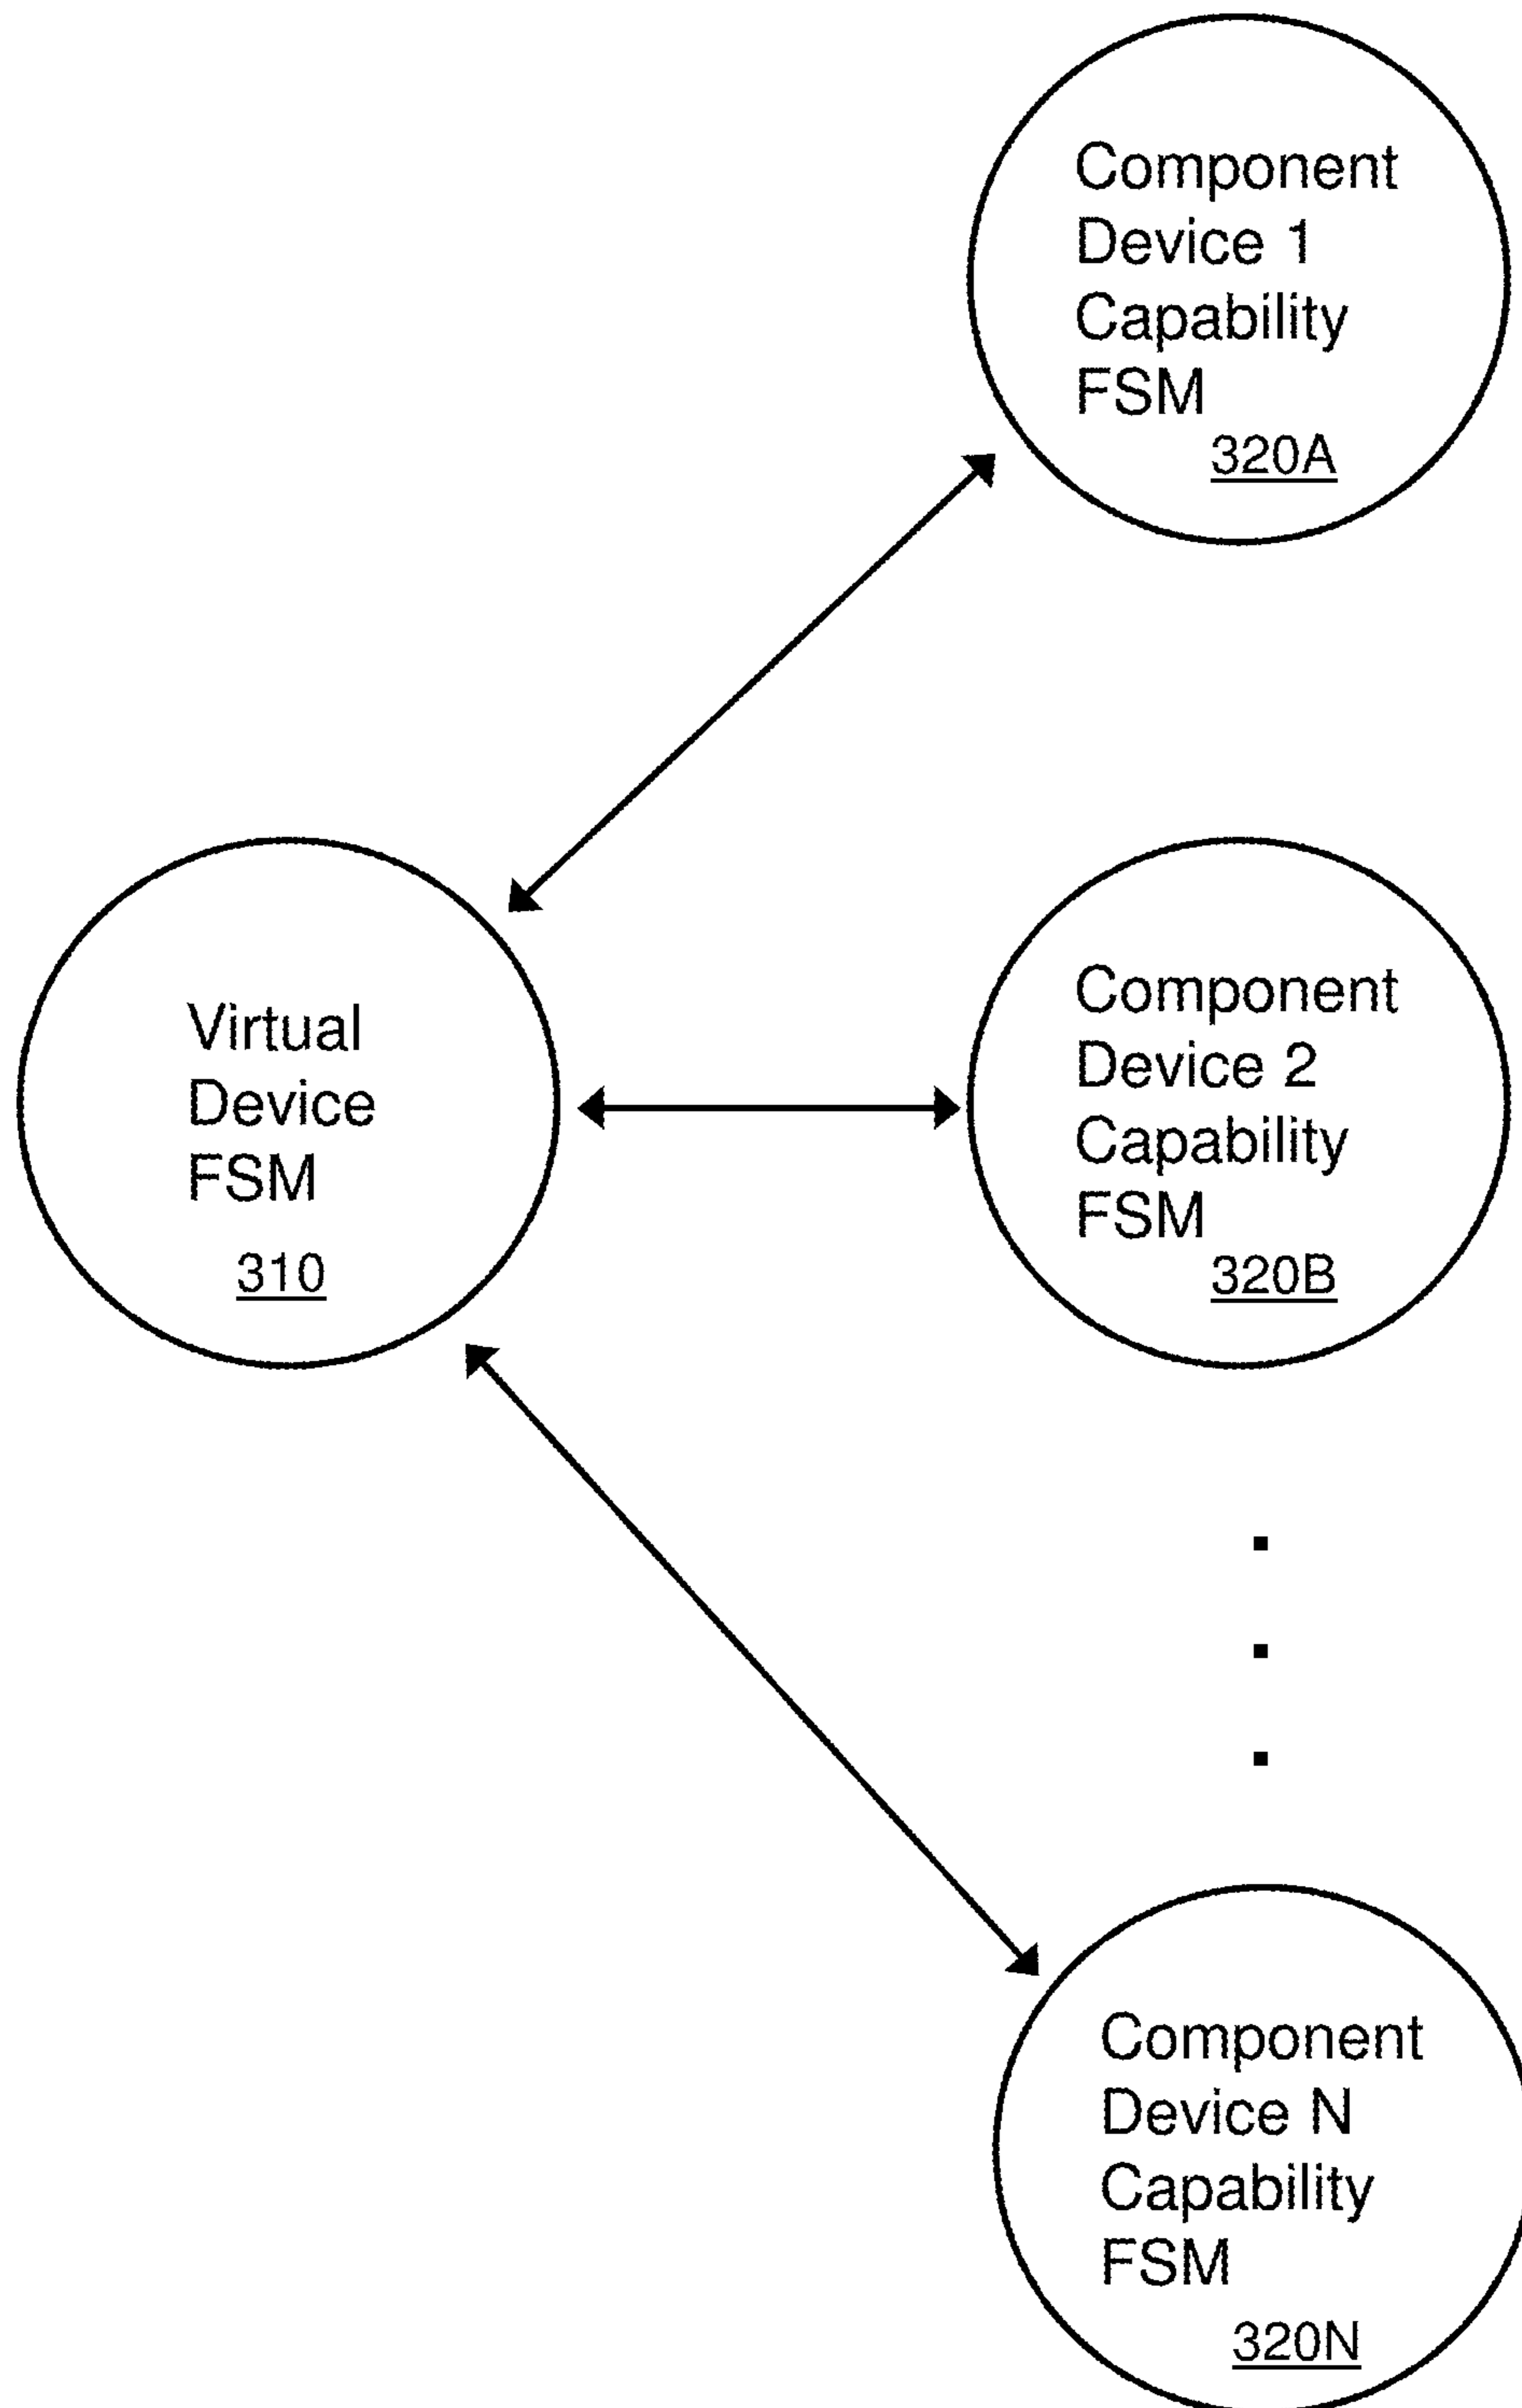 Component
Device 1
Capability
FSM
320A
Virtual
Device
FSM
310
Component
Device 2
Capability
FSM
320B
Component
Device N
Capability
FSM
320N